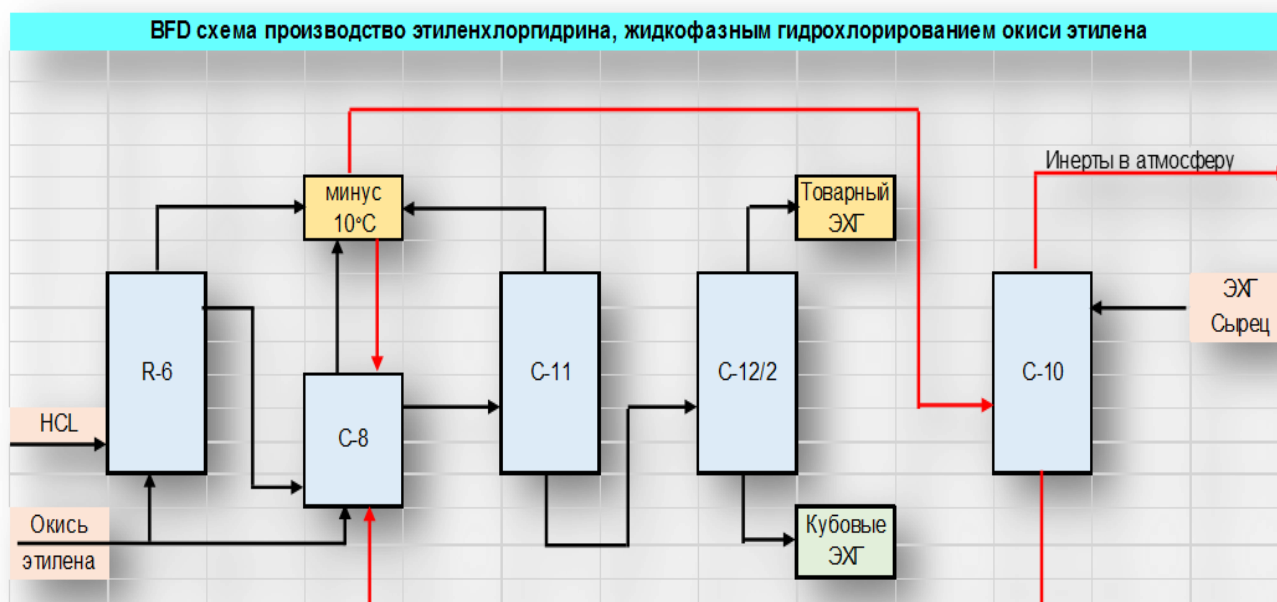 BFD схема производство этиленхлоргидрина, жидкофазным гидрохлорированием окиси этилена
Инерты в атмосферу
минус
10°C
Товарный
ЭХГ
ЭХГ
Сырец
R-6
C-8
C-11
C-12/2
C-10
HCL
Окись
этилена
Кубовые
ЭХГ